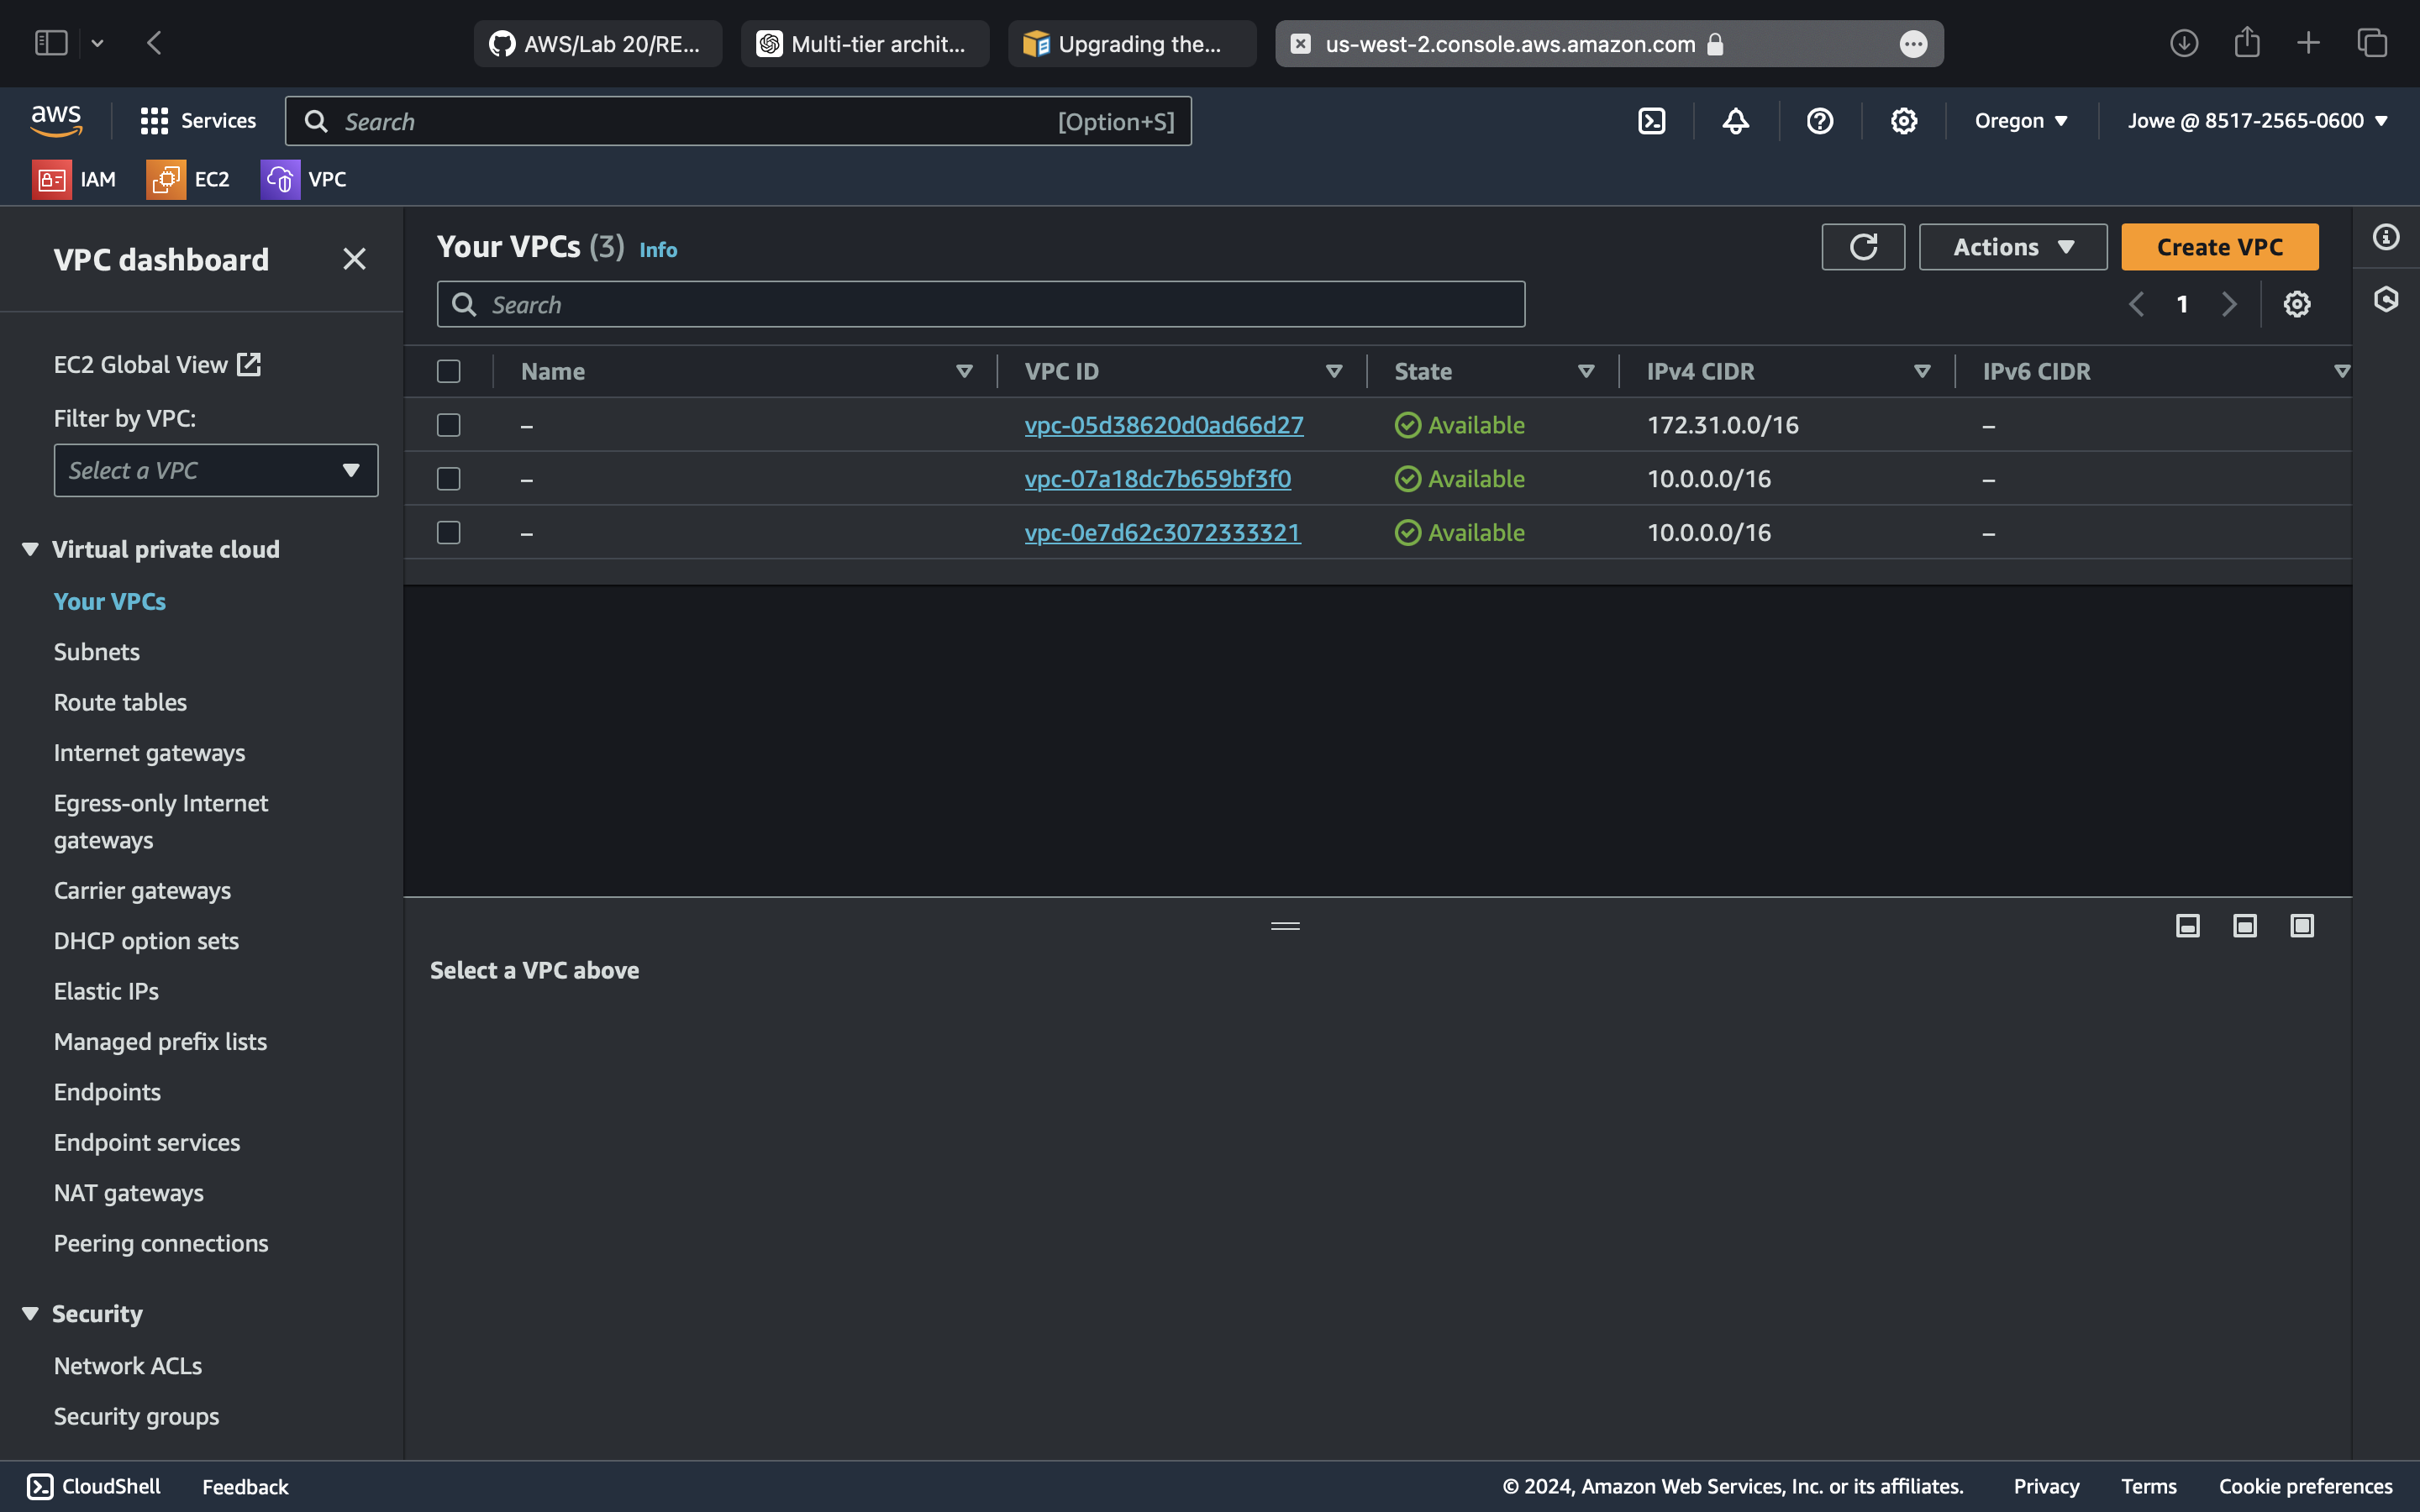 AWS/Lab 20/RE...
Multi-tier archit...
Upgrading the...
us-west-2.console.aws.amazon.com
aws
Services
Search
[Option+S]
Oregon
Jowe @ 8517-2565-0600
IAM
EC2
VPC
VPC dashboard
EC2 Global View
Filter by VPC:
Select a VPC
Virtual private cloud
Your VPCs
Subnets
Route tables
Internet gateways
Egress-only Internet
gateways
Carrier gateways
DHCP option sets
Elastic IPs
Managed prefix lists
Endpoints
Endpoint services
NAT gateways
Peering connections
Security
Network ACLs
Security groups
Your VPCs (3) Info
Actions
Create VPC
Search
1
Name VPC ID State IPv4 CIDR IPv6 CIDR
– vpc-05d38620d0ad66d27 Available 172.31.0.0/16 –
– vpc-07a18dc7b659bf3f0 Available 10.0.0.0/16 –
– vpc-0e7d62c3072333321 Available 10.0.0.0/16 –
Select a VPC above
CloudShell
Feedback
© 2024, Amazon Web Services, Inc. or its affiliates.
Privacy
Terms
Cookie preferences